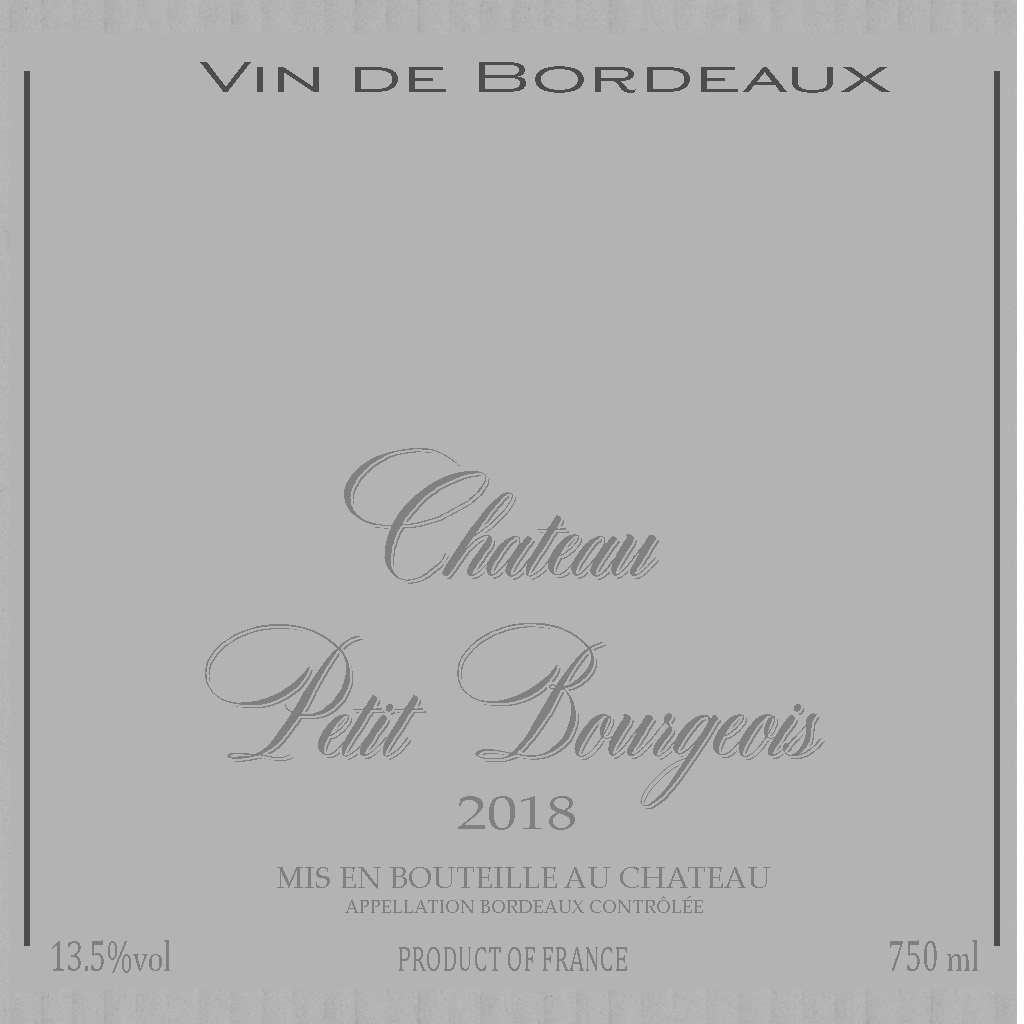 VIN DE BORDEAUX
Chateau
Petit Bourgeois
2018
MIS EN BOUTEILLE AU CHATEAU
APPELLATION BORDEAUX CONTRÔLÉE
13.5%vol PRODUCT OF FRANCE 750 ml